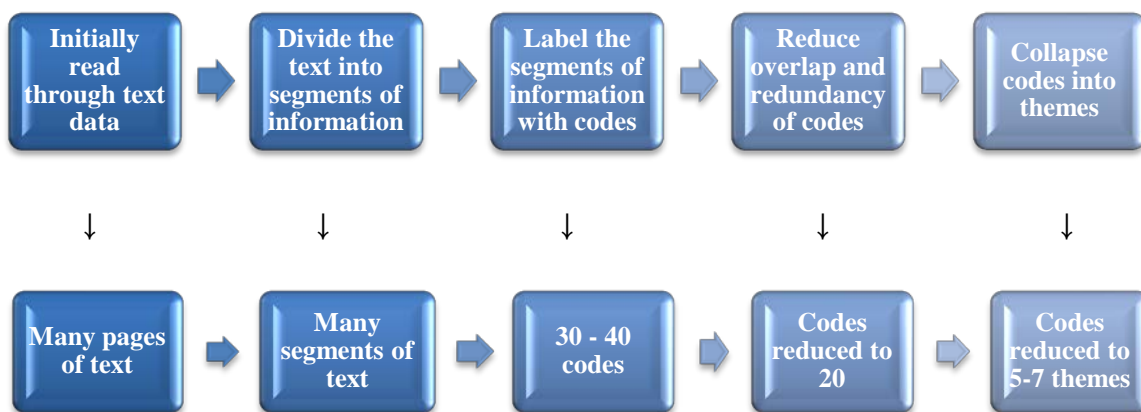 Initially
read
through text
data
Divide the
text into
segments of
information
Label the
segments of
information
with codes
Reduce
overlap and
redundancy
of codes
Collapse
codes into
themes
↓ ↓ ↓ ↓ ↓
Many pages
of text
Many
segments of
text
30 - 40
codes
Codes
reduced to
20
Codes
reduced to
5-7 themes